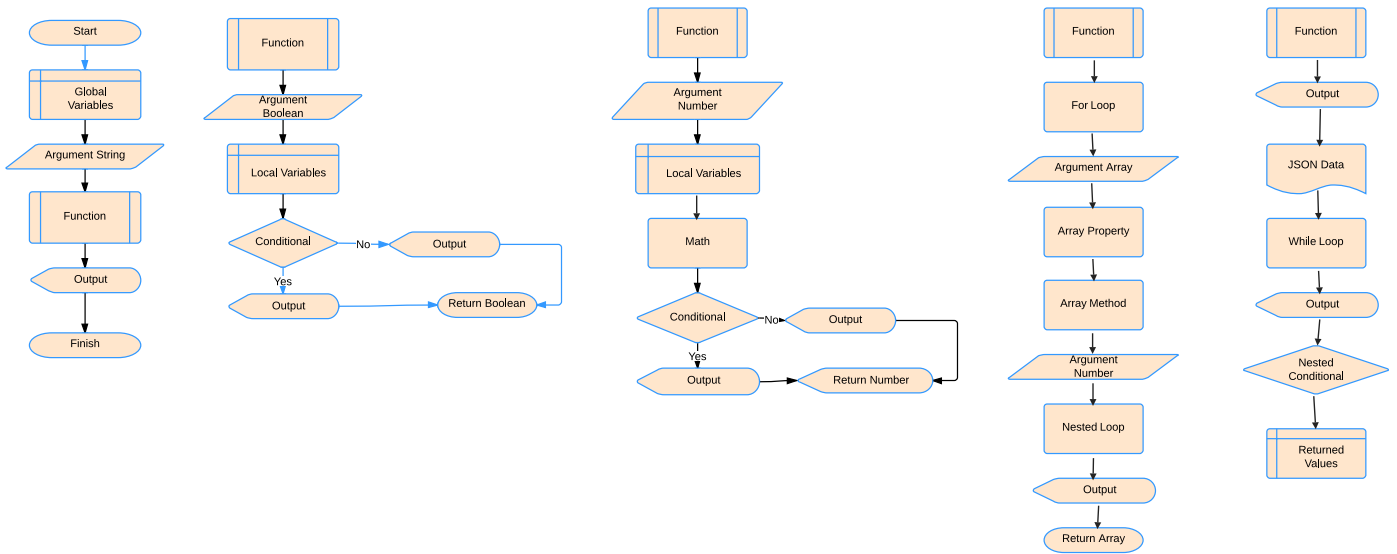 Start
Global
Variables
Argument String
Function
Output
Finish
Function
Argument
Boolean
Local Variables
Conditional
No
Output
Yes
Output
Return Boolean
Function
Argument
Number
Local Variables
Math
Conditional
No
Output
Yes
Output
Return Number
Function
For Loop
Argument Array
Array Property
Array Method
Argument
Number
Nested Loop
Output
Return Array
Function
Output
JSON Data
While Loop
Output
Nested
Conditional
Returned
Values